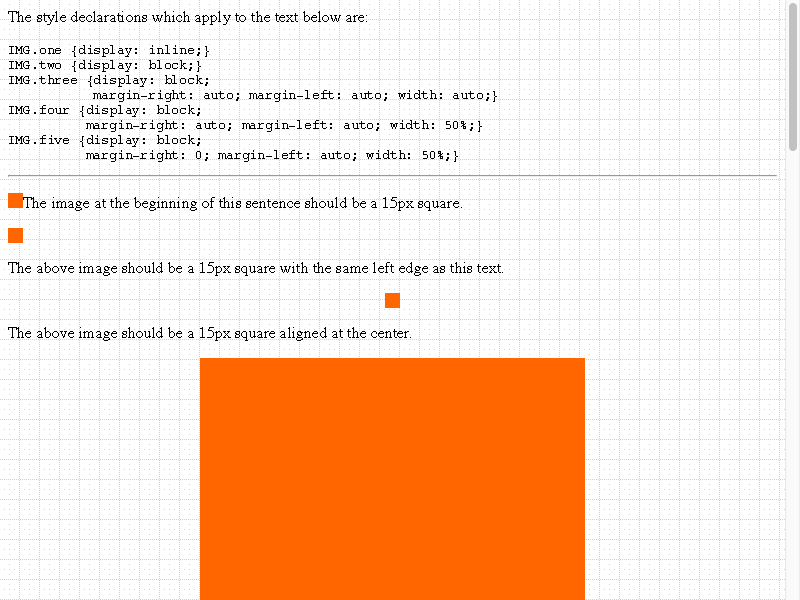 The style declarations which apply to the text below are:
IMG.one {display: inline;}
IMG.two {display: block;}
IMG.three {display: block;
margin-right: auto; margin-left: auto; width: auto;}
IMG.four {display: block;
margin-right: auto; margin-left: auto; width: 50%;}
IMG.five {display: block;
margin-right: 0; margin-left: auto; width: 50%;}
The image at the beginning of this sentence should be a 15px square.
The above image should be a 15px square with the same left edge as this text.
The above image should be a 15px square aligned at the center.